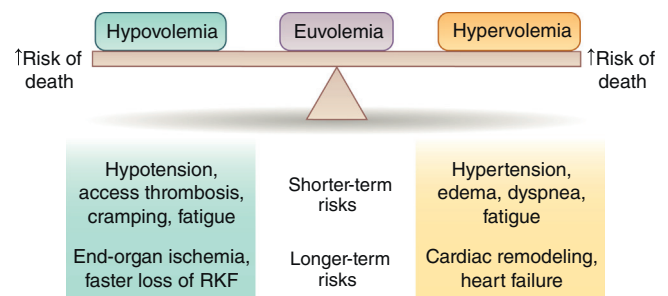 Hypovolemia
Euvolemia
Hypervolemia
↑Risk of
death
↑Risk of
death
Hypotension,
access thrombosis,
cramping, fatigue
Shorter-term
risks
Hypertension,
edema, dyspnea,
fatigue
End-organ ischemia,
faster loss of RKF
Longer-term
risks
Cardiac remodeling,
heart failure